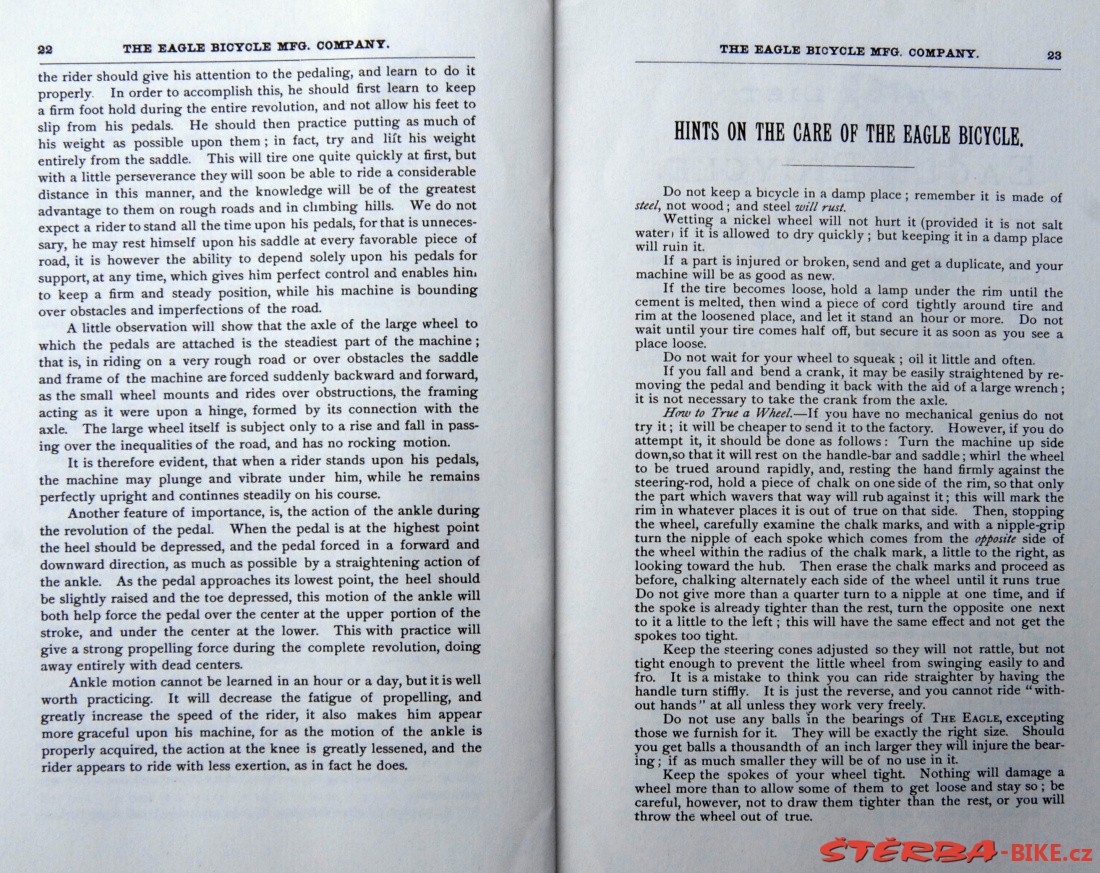 22
THE EAGLE BICYCLE MFG. COMPANY.
the rider should give his attention to the pedaling, and learn to do it
properly. In order to accomplish this, he should first learn to keep
a firm foot hold during the entire revolution, and not allow his feet to
slip from his pedals. He should then practice putting as much of
his weight as possible upon them; in fact, try and lift his weight
entirely from the saddle. This will tire one quite quickly at first, but
with a little perseverance they will soon be able to ride a considerable
distance in this manner, and the knowledge will be of the greatest
advantage to them on rough roads and in climbing hills. We do not
expect a rider to stand all the time upon his pedals, for that is unneces-
sary, he may rest himself upon his saddle at every favorable piece of
road, it is however the ability to depend solely upon his pedals for
support, at any time, which gives him perfect control and enables him
to keep a firm and steady position, while his machine is bounding
over obstacles and imperfections of the road.
A little observation will show that the axle of the large wheel to
which the pedals are attached is the steadiest part of the machine;
that is, in riding on a very rough road or over obstacles the saddle
and frame of the machine are forced suddenly backward and forward,
as the small wheel mounts and rides over obstructions, the framing
acting as it were upon a hinge, formed by its connection with the
axle. The large wheel itself is subject only to a rise and fall in pass-
ing over the inequalities of the road, and has no rocking motion.
It is therefore evident, that when a rider stands upon his pedals,
the machine may plunge and vibrate under him, while he remains
perfectly upright and continnes steadily on his course.
Another feature of importance, is, the action of the ankle during
the revolution of the pedal. When the pedal is at the highest point
the heel should be depressed, and the pedal forced in a forward and
downward direction, as much as possible by a straightening action of
the ankle. As the pedal approaches its lowest point, the heel should
be slightly raised and the toe depressed, this motion of the ankle will
both help force the pedal over the center at the upper portion of the
stroke, and under the center at the lower. This with practice will
give a strong propelling force during the complete revolution, doing
away entirely with dead centers.
Ankle motion cannot be learned in an hour or a day, but it is well
worth practicing. It will decrease the fatigue of propelling, and
greatly increase the speed of the rider, it also makes him appear
more graceful upon his machine, for as the motion of the ankle is
properly acquired, the action at the knee is greatly lessened, and the
rider appears to ride with less exertion, as in fact he does.
THE EAGLE BICYCLE MFG. COMPANY.
23
HINTS ON THE CARE OF THE EAGLE BICYCLE.
Do not keep a bicycle in a damp place; remember it is made of
steel, not wood; and steel will rust.
Wetting a nickel wheel will not hurt it (provided it is not salt
water) if it is allowed to dry quickly; but keeping it in a damp place
will ruin it.
If a part is injured or broken, send and get a duplicate, and your
machine will be as good as new.
If the tire becomes loose, hold a lamp under the rim until the
cement is melted, then wind a piece of cord tightly around tire and
rim at the loosened place, and let it stand an hour or more. Do not
wait until your tire comes half off, but secure it as soon as you see a
place loose.
Do not wait for your wheel to squeak; oil it little and often.
If you fall and bend a crank, it may be easily straightened by re-
moving the pedal and bending it back with the aid of a large wrench;
it is not necessary to take the crank from the axle.
How to True a Wheel.—If you have no mechanical genius do not
try it; it will be cheaper to send it to the factory. However, if you do
attempt it, it should be done as follows: Turn the machine up side
down,so that it will rest on the handle-bar and saddle; whirl the wheel
to be trued around rapidly, and, resting the hand firmly against the
steering-rod, hold a piece of chalk on one side of the rim, so that only
the part which wavers that way will rub against it; this will mark the
rim in whatever places it is out of true on that side. Then, stopping
the wheel, carefully examine the chalk marks, and with a nipple-grip
turn the nipple of each spoke which comes from the opposite side of
the wheel within the radius of the chalk mark, a little to the right, as
looking toward the hub. Then erase the chalk marks and proceed as
before, chalking alternately each side of the wheel until it runs true
Do not give more than a quarter turn to a nipple at one time, and if
the spoke is already tighter than the rest, turn the opposite one next
to it a little to the left; this will have the same effect and not get the
spokes too tight.
Keep the steering cones adjusted so they will not rattle, but not
tight enough to prevent the little wheel from swinging easily to and
fro. It is a mistake to think you can ride straighter by having the
handle turn stiffly. It is just the reverse, and you cannot ride "with-
out hands" at all unless they work very freely.
Do not use any balls in the bearings of THE EAGLE, excepting
those we furnish for it. They will be exactly the right size. Should
you get balls a thousandth of an inch larger they will injure the bear-
ing; if as much smaller they will be of no use in it.
Keep the spokes of your wheel tight. Nothing will damage a
wheel more than to allow some of them to get loose and stay so; be
careful, however, not to draw them tighter than the rest, or you will
throw the wheel out of true.
ŠTĚRBA-BIKE.cz